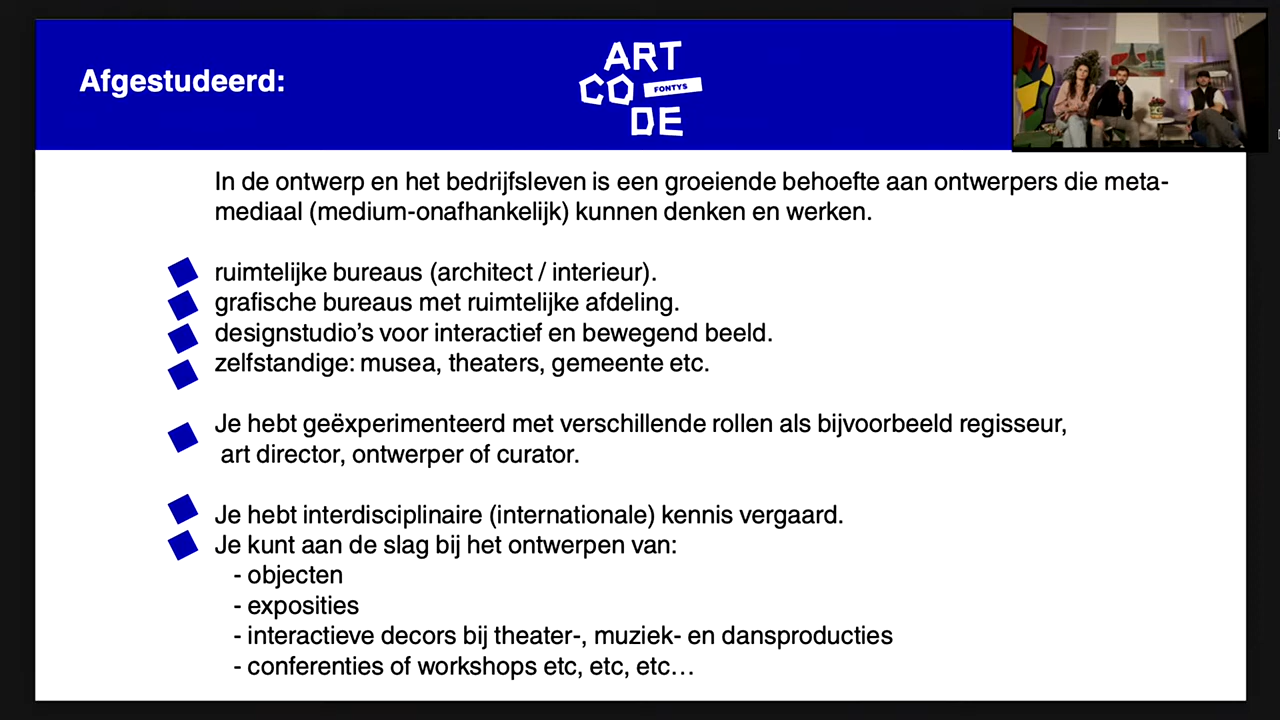 Afgestudeerd:
ART
CO
FONTYS
DE
In de ontwerp en het bedrijfsleven is een groeiende behoefte aan ontwerpers die meta-
mediaal (medium-onafhankelijk) kunnen denken en werken.
ruimtelijke bureaus (architect / interieur).
grafische bureaus met ruimtelijke afdeling.
designstudio’s voor interactief en bewegend beeld.
zelfstandige: musea, theaters, gemeente etc.
Je hebt geëxperimenteerd met verschillende rollen als bijvoorbeeld regisseur,
art director, ontwerper of curator.
Je hebt interdisciplinaire (internationale) kennis vergaard.
Je kunt aan de slag bij het ontwerpen van:
- objecten
- exposities
- interactieve decors bij theater-, muziek- en dansproducties
- conferenties of workshops etc, etc, etc…